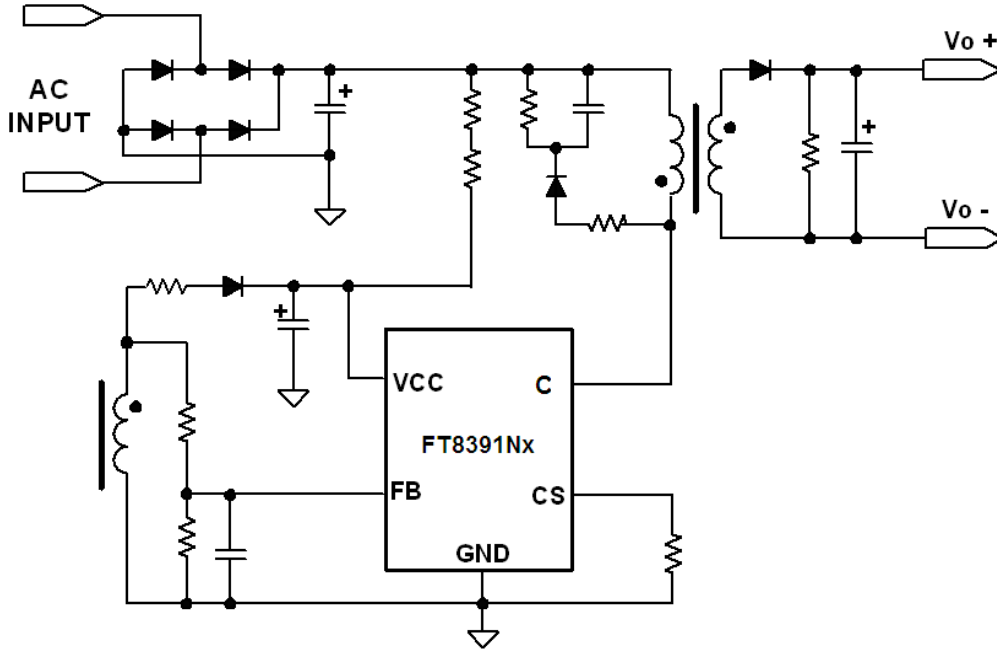 Vo +
AC
INPUT
Vo -
VCC
C
FT8391Nx
FB
CS
GND